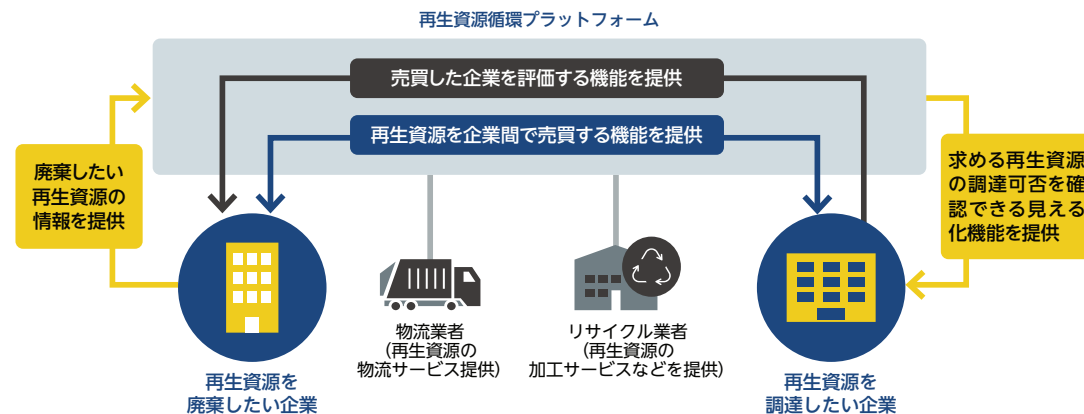 再生資源循環プラットフォーム
売買した企業を評価する機能を提供
再生資源を企業間で売買する機能を提供
廃棄したい
再生資源の
情報を提供
求める再生資源
の調達可否を確
認できる見える
化機能を提供
物流業者
(再生資源の
物流サービス提供)
リサイクル業者
(再生資源の
加工サービスなどを提供)
再生資源を
廃棄したい企業
再生資源を
調達したい企業